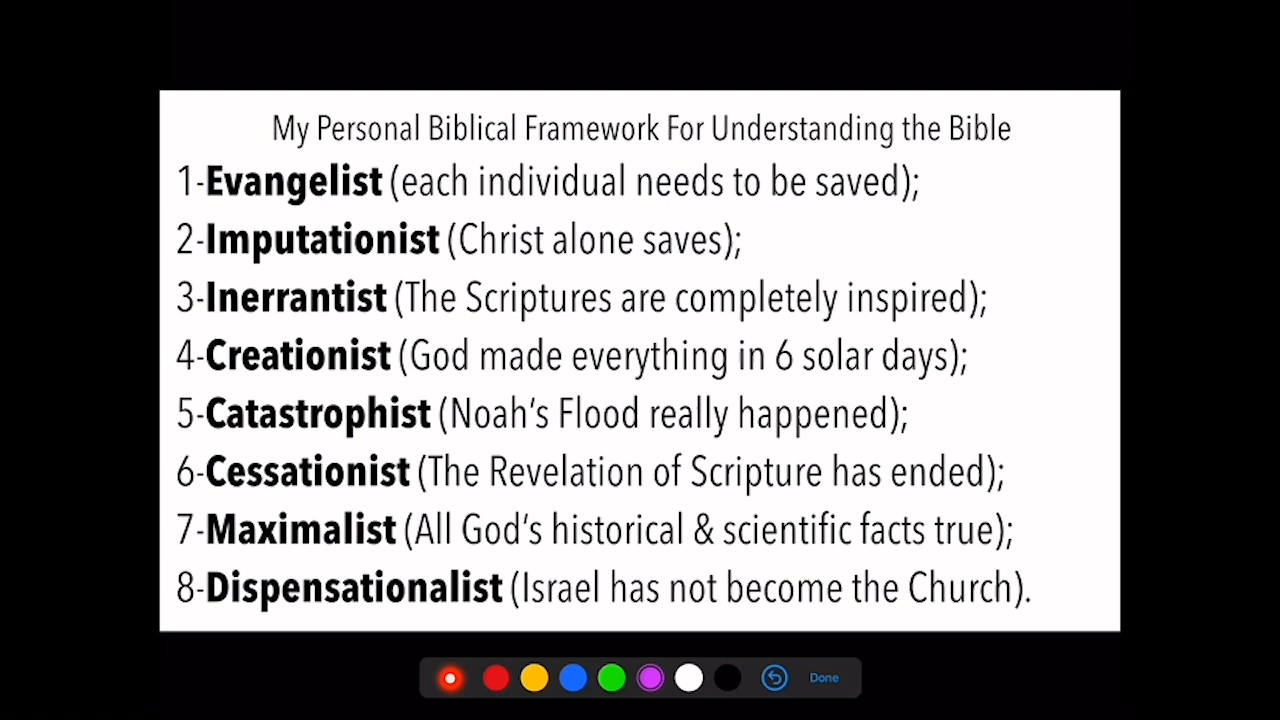 My Personal Biblical Framework For Understanding the Bible
1-Evangelist (each individual needs to be saved);
2-Imputationist (Christ alone saves);
3-Inerrantist (The Scriptures are completely inspired);
4-Creationist (God made everything in 6 solar days);
5-Catastrophist (Noah's Flood really happened);
6-Cessationist (The Revelation of Scripture has ended);
7-Maximalist (All God's historical & scientific facts true);
8-Dispensationalist (Israel has not become the Church).
Done